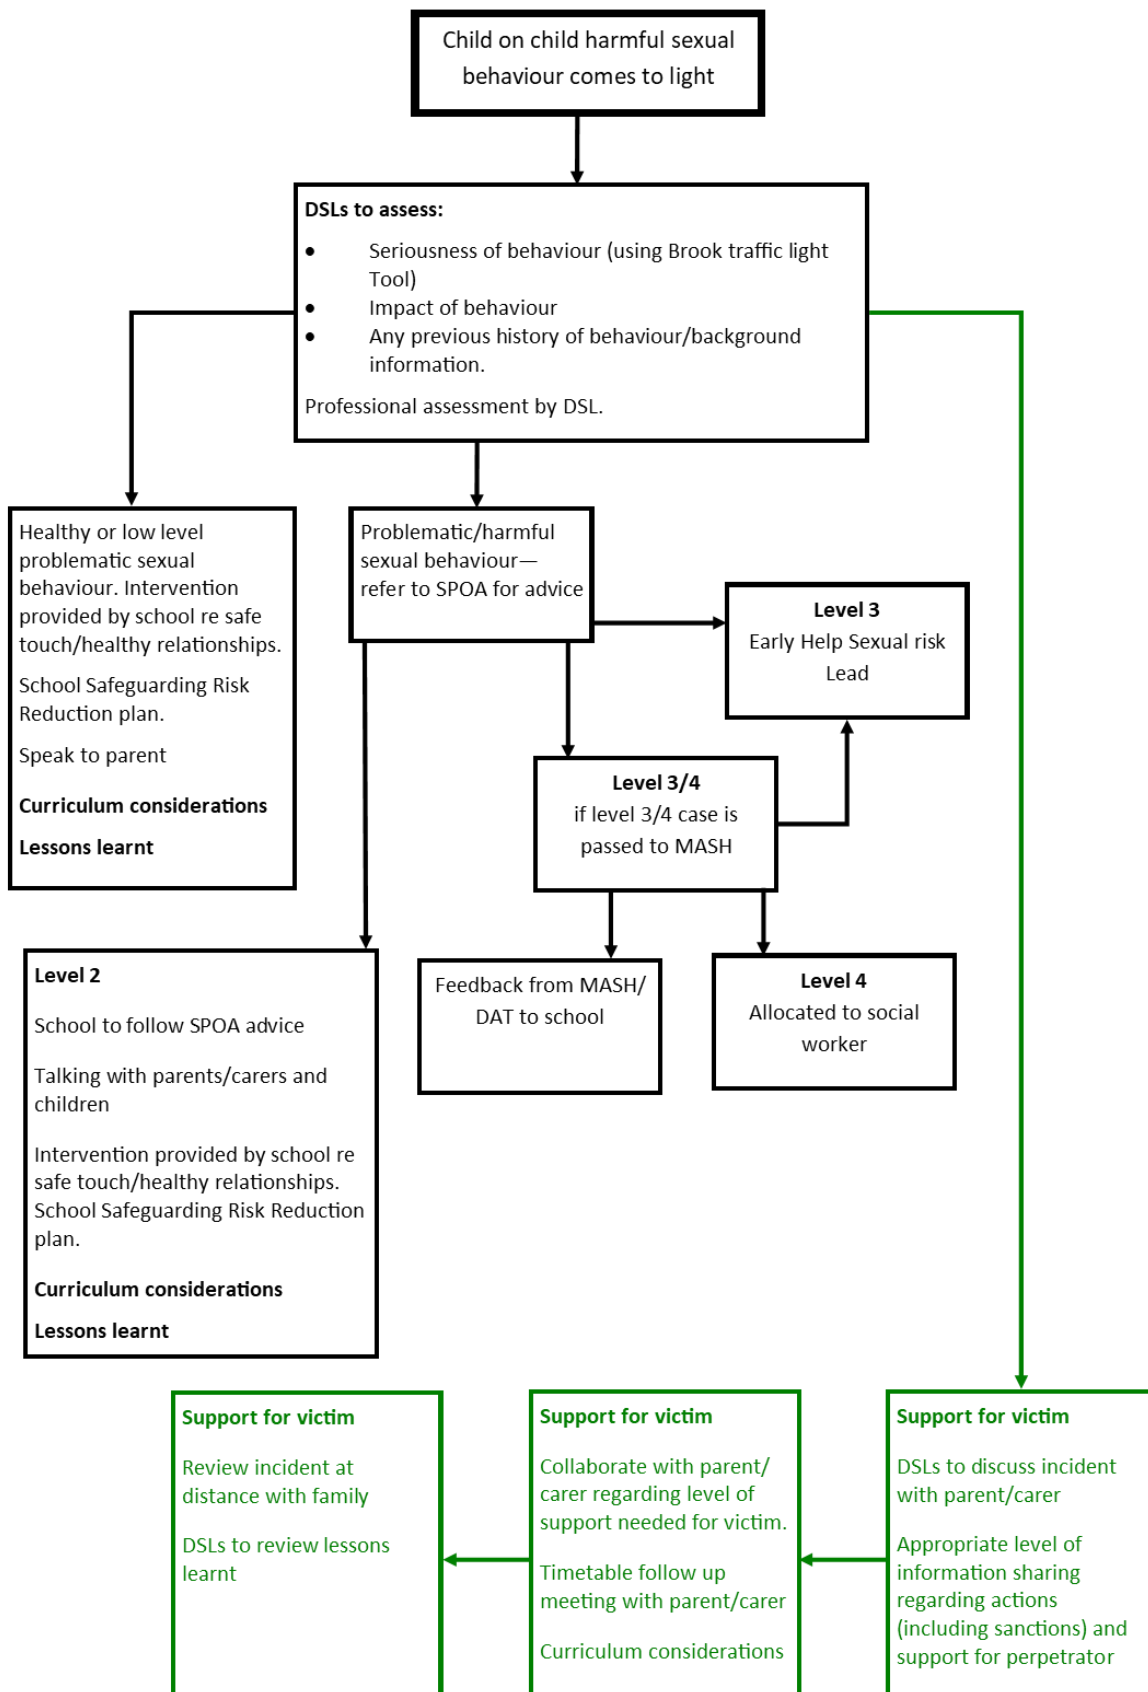 Child on child harmful sexual
behaviour comes to light
DSLs to assess:
• Seriousness of behaviour (using Brook traffic light
Tool)
• Impact of behaviour
• Any previous history of behaviour/background
information.
Professional assessment by DSL.
Healthy or low level
problematic sexual
behaviour. Intervention
provided by school re safe
touch/healthy relationships.
School Safeguarding Risk
Reduction plan.
Speak to parent
Curriculum considerations
Lessons learnt
Problematic/harmful
sexual behaviour—
refer to SPOA for advice
Level 3
Early Help Sexual risk
Lead
Level 3/4
if level 3/4 case is
passed to MASH
Feedback from MASH/
DAT to school
Level 4
Allocated to social
worker
Level 2
School to follow SPOA advice
Talking with parents/carers and
children
Intervention provided by school re
safe touch/healthy relationships.
School Safeguarding Risk Reduction
plan.
Curriculum considerations
Lessons learnt
Support for victim
Review incident at
distance with family
DSLs to review lessons
learnt
Support for victim
Collaborate with parent/
carer regarding level of
support needed for victim.
Timetable follow up
meeting with parent/carer
Curriculum considerations
Support for victim
DSLs to discuss incident
with parent/carer
Appropriate level of
information sharing
regarding actions
(including sanctions) and
support for perpetrator